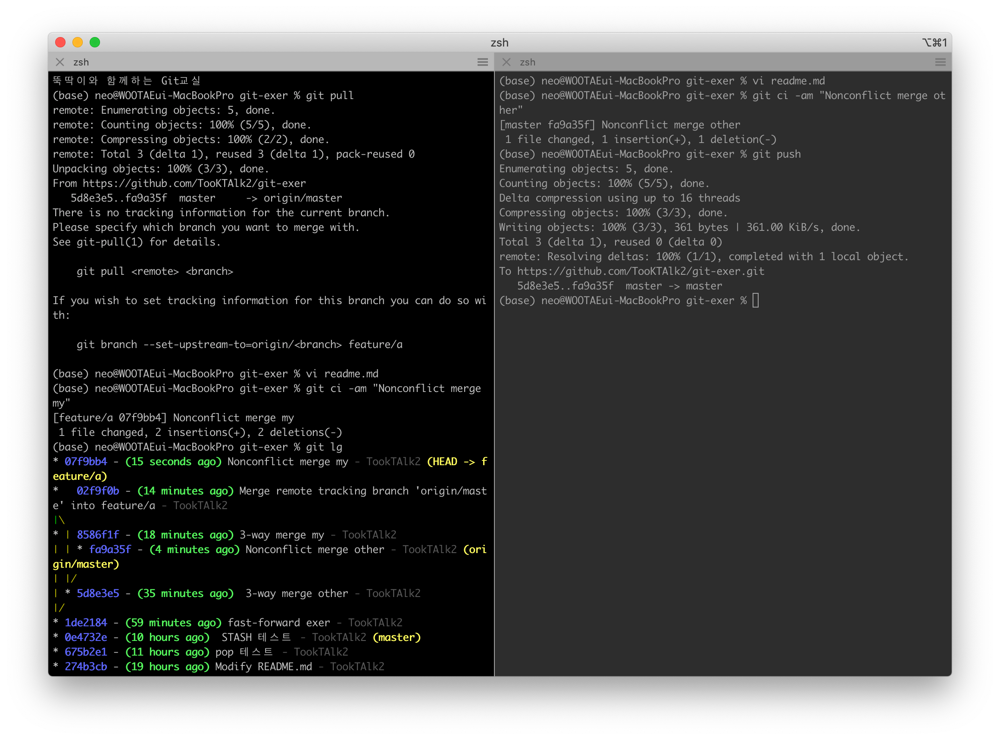 zsh
⌥⌘1
zsh
뚝딱이와 함께하는 Git교실
(base) neo@WOOTAEui-MacBookPro git-exer % git pull
remote: Enumerating objects: 5, done.
remote: Counting objects: 100% (5/5), done.
remote: Compressing objects: 100% (2/2), done.
remote: Total 3 (delta 1), reused 3 (delta 1), pack-reused 0
Unpacking objects: 100% (3/3), done.
From https://github.com/TooKTAlk2/git-exer
   5d8e3e5..fa9a35f  master     -> origin/master
There is no tracking information for the current branch.
Please specify which branch you want to merge with.
See git-pull(1) for details.
    git pull <remote> <branch>
If you wish to set tracking information for this branch you can do so wi
th:
    git branch --set-upstream-to=origin/<branch> feature/a
(base) neo@WOOTAEui-MacBookPro git-exer % vi readme.md
(base) neo@WOOTAEui-MacBookPro git-exer % git ci -am "Nonconflict merge
my"
[feature/a 07f9bb4] Nonconflict merge my
 1 file changed, 2 insertions(+), 2 deletions(-)
(base) neo@WOOTAEui-MacBookPro git-exer % git lg
* 07f9bb4 - (15 seconds ago) Nonconflict merge my - TookTAlk2 (HEAD -> f
eature/a)
*   02f9f0b - (14 minutes ago) Merge remote tracking branch 'origin/mast
e' into feature/a - TookTAlk2
|\
* | 8586f1f - (18 minutes ago) 3-way merge my - TookTAlk2
| | * fa9a35f - (4 minutes ago) Nonconflict merge other - TookTAlk2 (ori
gin/master)
| |/
| * 5d8e3e5 - (35 minutes ago)  3-way merge other - TookTAlk2
|/
* 1de2184 - (59 minutes ago) fast-forward exer - TookTAlk2
* 0e4732e - (10 hours ago)  STASH 테스트 - TookTAlk2 (master)
* 675b2e1 - (11 hours ago) pop 테스트 - TookTAlk2
* 274b3cb - (19 hours ago) Modify README.md - TookTAlk2
zsh
(base) neo@WOOTAEui-MacBookPro git-exer % vi readme.md
(base) neo@WOOTAEui-MacBookPro git-exer % git ci -am "Nonconflict merge ot
her"
[master fa9a35f] Nonconflict merge other
 1 file changed, 1 insertion(+), 1 deletion(-)
(base) neo@WOOTAEui-MacBookPro git-exer % git push
Enumerating objects: 5, done.
Counting objects: 100% (5/5), done.
Delta compression using up to 16 threads
Compressing objects: 100% (3/3), done.
Writing objects: 100% (3/3), 361 bytes | 361.00 KiB/s, done.
Total 3 (delta 1), reused 0 (delta 0)
remote: Resolving deltas: 100% (1/1), completed with 1 local object.
To https://github.com/TooKTAlk2/git-exer.git
   5d8e3e5..fa9a35f  master -> master
(base) neo@WOOTAEui-MacBookPro git-exer %